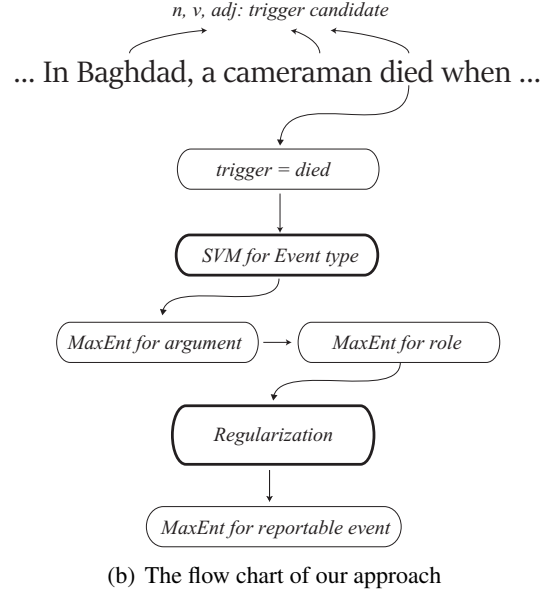 n, v, adj: trigger candidate
... In Baghdad, a cameraman died when ...
trigger = died
SVM for Event type
MaxEnt for argument
MaxEnt for role
Regularization
MaxEnt for reportable event
(b) The flow chart of our approach